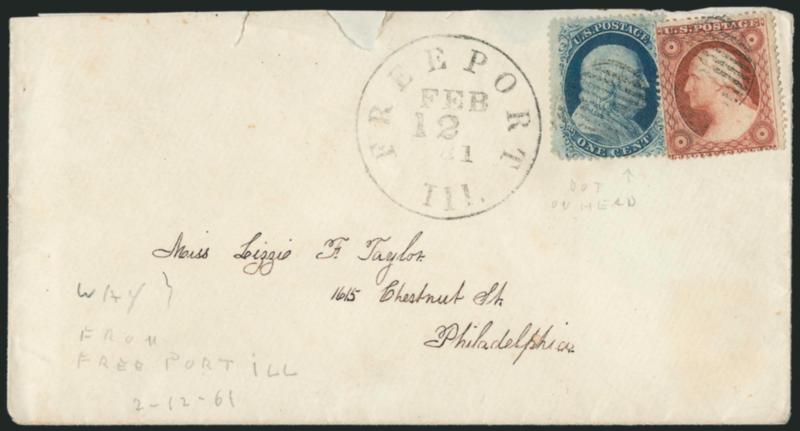 FREEPORT
FEB
12
61
Ill.
U.S. POSTAGE
ONE CENT
U.S. POSTAGE
DOT
ON HEAD
Miss Lizzie F. Taylor
1615 Chestnut St.
Philadelphia
WAY
FROM
FREEPORT ILL
2-12-61